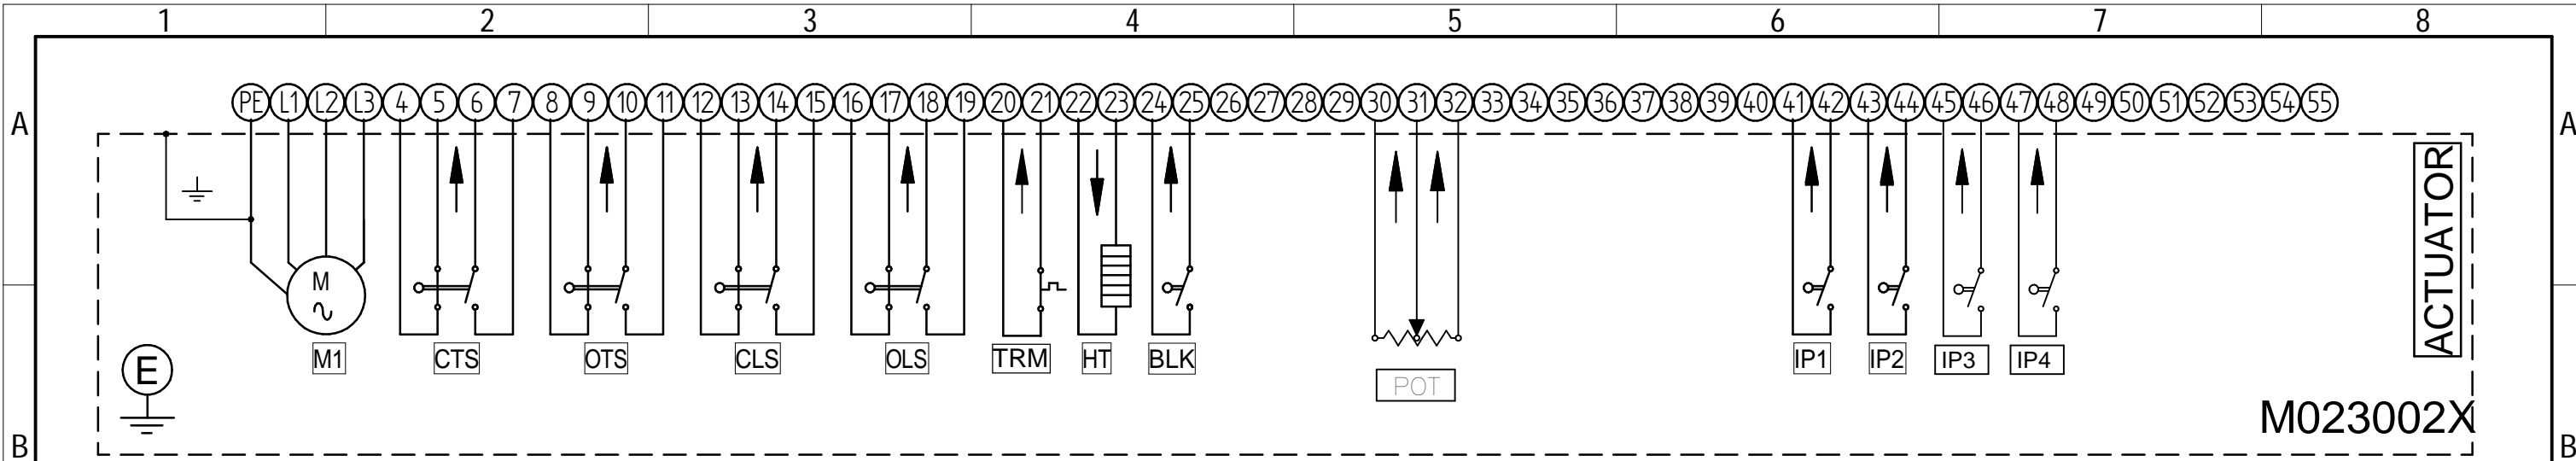 1 2 3 4 5 6 7 8
A A
PE L1 L2 L3 4 5 6 7 8 9 10 11 12 13 14 15 16 17 18 19 20 21 22 23 24 25 26 27 28 29 30 31 32 33 34 35 36 37 38 39 40 41 42 43 44 45 46 47 48 49 50 51 52 53 54 55
ACTUATOR
M
M1 CTS OTS CLS OLS TRM HT BLK POT IP1 IP2 IP3 IP4
E
M023002X
B B